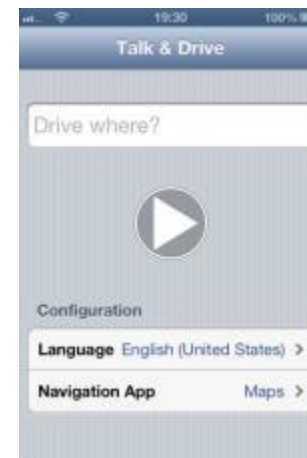 19:30 100%
Talk & Drive
Drive where?
Configuration
Language English (United States)
Navigation App Maps